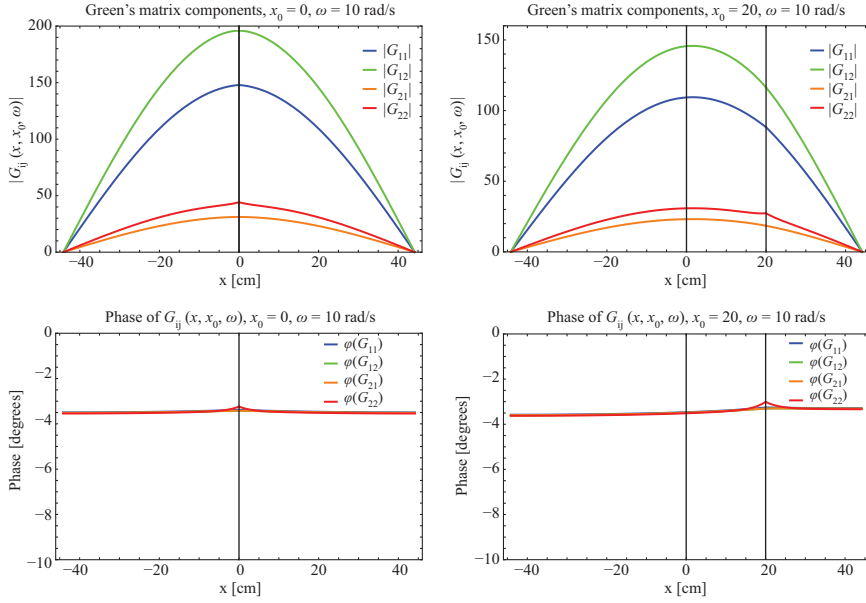 Green's matrix components, x₀ = 0, ω = 10 rad/s
|G_ij (x, x₀, ω)|
200
150
100
50
0
|G₁₁|
|G₁₂|
|G₂₁|
|G₂₂|
−40 −20 0 20 40
x [cm]
Green's matrix components, x₀ = 20, ω = 10 rad/s
|G_ij (x, x₀, ω)|
150
100
50
0
|G₁₁|
|G₁₂|
|G₂₁|
|G₂₂|
−40 −20 0 20 40
x [cm]
Phase of G_ij (x, x₀, ω), x₀ = 0, ω = 10 rad/s
Phase [degrees]
0
−2
−4
−6
−8
−10
φ(G₁₁)
φ(G₁₂)
φ(G₂₁)
φ(G₂₂)
−40 −20 0 20 40
x [cm]
Phase of G_ij (x, x₀, ω), x₀ = 20, ω = 10 rad/s
Phase [degrees]
0
−2
−4
−6
−8
−10
φ(G₁₁)
φ(G₁₂)
φ(G₂₁)
φ(G₂₂)
−40 −20 0 20 40
x [cm]